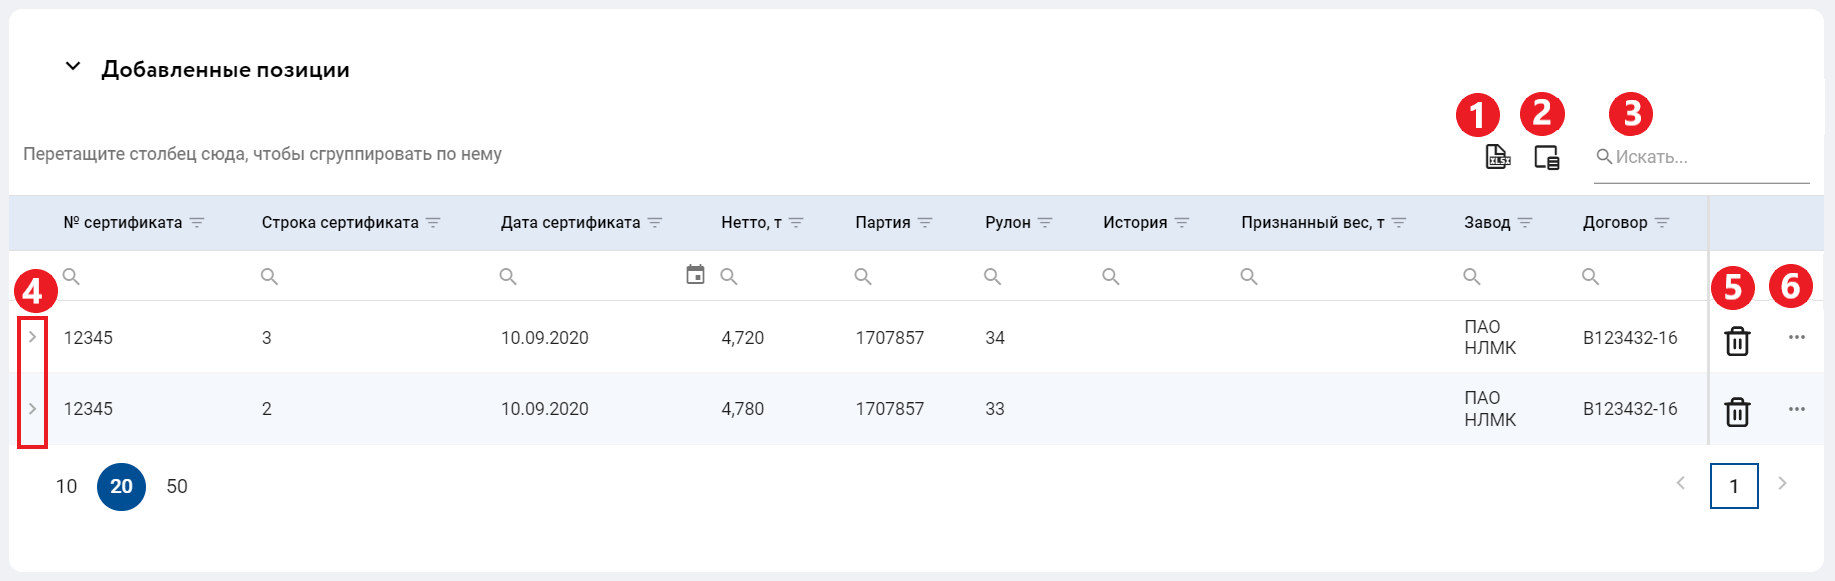 Добавленные позиции
1 2 3
Перетащите столбец сюда, чтобы сгруппировать по нему XLSX Искать...
№ сертификата Строка сертификата Дата сертификата Нетто, т Партия Рулон История Признанный вес, т Завод Договор
4 5 6
12345 3 10.09.2020 4,720 1707857 34 ПАО НЛМК В123432-16
12345 2 10.09.2020 4,780 1707857 33 ПАО НЛМК В123432-16
10 20 50 1